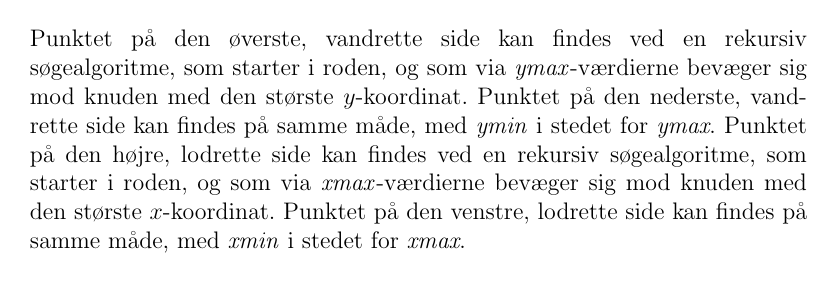 Punktet på den øverste, vandrette side kan findes ved en rekursiv
søgealgoritme, som starter i roden, og som via ymax-værdierne bevæger sig
mod knuden med den største y-koordinat. Punktet på den nederste, vand-
rette side kan findes på samme måde, med ymin i stedet for ymax. Punktet
på den højre, lodrette side kan findes ved en rekursiv søgealgoritme, som
starter i roden, og som via xmax-værdierne bevæger sig mod knuden med
den største x-koordinat. Punktet på den venstre, lodrette side kan findes på
samme måde, med xmin i stedet for xmax.